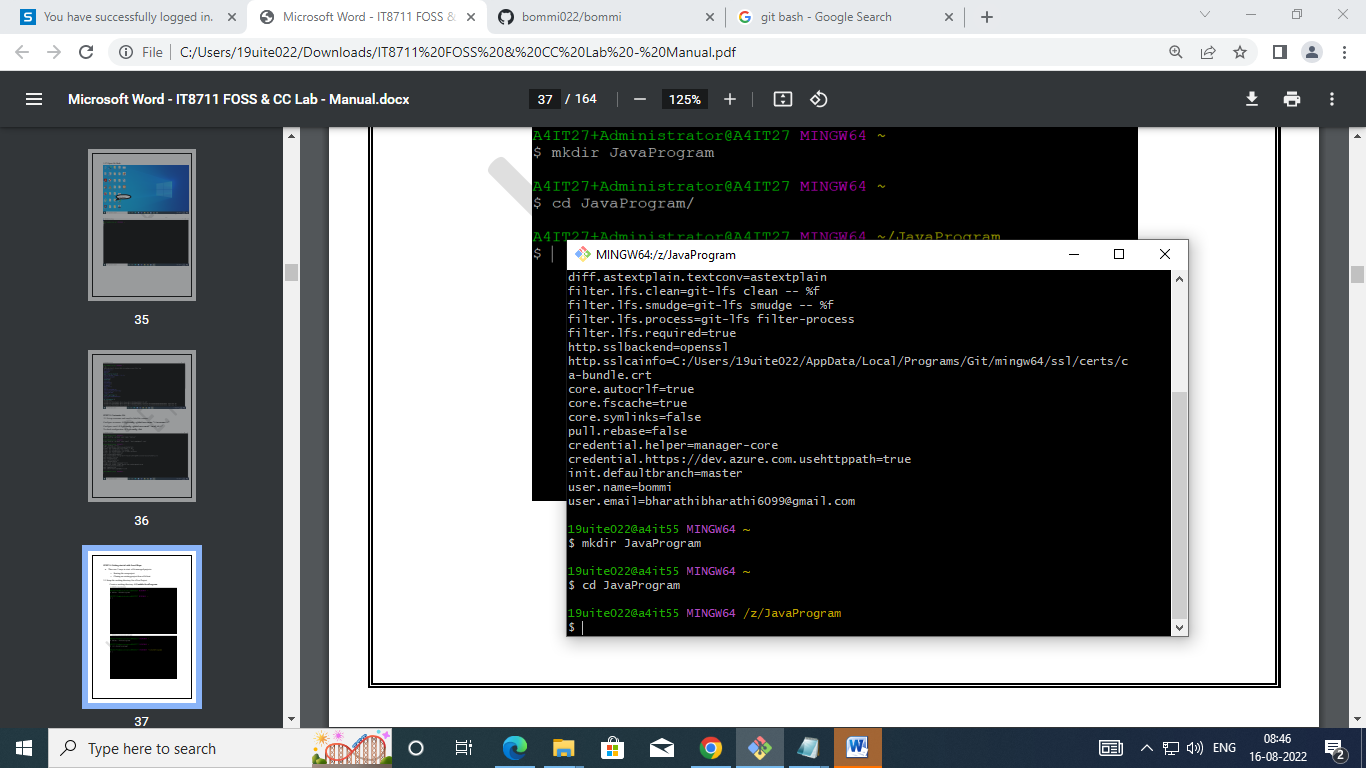 You have successfully logged in.
Microsoft Word - IT8711 FOSS &
bommi022/bommi
git bash - Google Search
File
C:/Users/19uite022/Downloads/IT8711%20FOSS%20&%20CC%20Lab%20-%20Manual.pdf
Microsoft Word - IT8711 FOSS & CC Lab - Manual.docx
37 / 164
125%
35
36
37
A4IT27+Administrator@A4IT27 MINGW64 ~
$ mkdir JavaProgram
A4IT27+Administrator@A4IT27 MINGW64 ~
$ cd JavaProgram/
A4IT27+Administrator@A4IT27 MINGW64 ~/JavaProgram
$
MINGW64:/z/JavaProgram
diff.astextplain.textconv=astextplain
filter.lfs.clean=git-lfs clean -- %f
filter.lfs.smudge=git-lfs smudge -- %f
filter.lfs.process=git-lfs filter-process
filter.lfs.required=true
http.sslbackend=openssl
http.sslcainfo=C:/Users/19uite022/AppData/Local/Programs/Git/mingw64/ssl/certs/c
a-bundle.crt
core.autocrlf=true
core.fscache=true
core.symlinks=false
pull.rebase=false
credential.helper=manager-core
credential.https://dev.azure.com.usehttppath=true
init.defaultbranch=master
user.name=bommi
user.email=bharathibharathi6099@gmail.com
19uite022@a4it55 MINGW64 ~
$ mkdir JavaProgram
19uite022@a4it55 MINGW64 ~
$ cd JavaProgram
19uite022@a4it55 MINGW64 /z/JavaProgram
$
Type here to search
ENG
08:46
16-08-2022
2